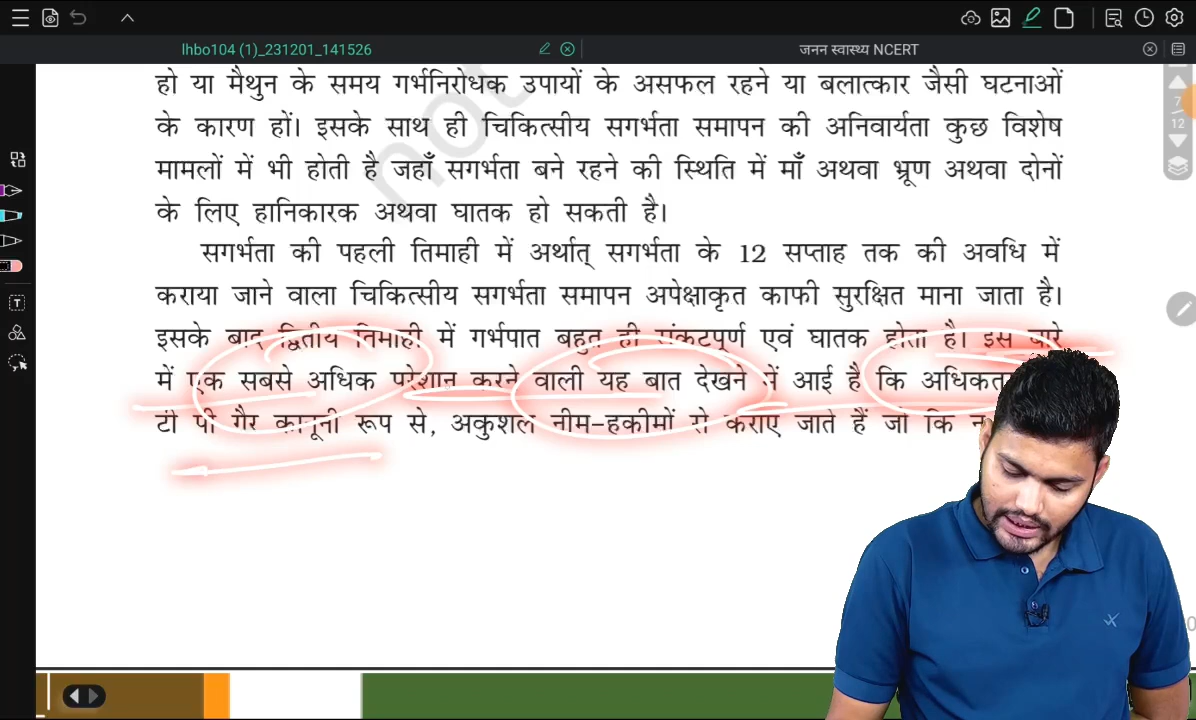 lhbo104 (1)_231201_141526
जनन स्वास्थ्य NCERT
7
12
हो या मैथुन के समय गर्भनिरोधक उपायों के असफल रहने या बलात्कार जैसी घटनाओं
के कारण हों। इसके साथ ही चिकित्सीय सगर्भता समापन की अनिवार्यता कुछ विशेष
मामलों में भी होती है जहाँ सगर्भता बने रहने की स्थिति में माँ अथवा भ्रूण अथवा दोनों
के लिए हानिकारक अथवा घातक हो सकती है।
सगर्भता की पहली तिमाही में अर्थात् सगर्भता के 12 सप्ताह तक की अवधि में
कराया जाने वाला चिकित्सीय सगर्भता समापन अपेक्षाकृत काफी सुरक्षित माना जाता है।
इसके बाद द्वितीय तिमाही में गर्भपात बहुत ही संकटपूर्ण एवं घातक होता है। इस बारे
में एक सबसे अधिक परेशान करने वाली यह बात देखने में आई है कि
टी पी गैर कानूनी रूप से, अकुशल नीम-हकीमों से कराए जाते हैं जो कि
not